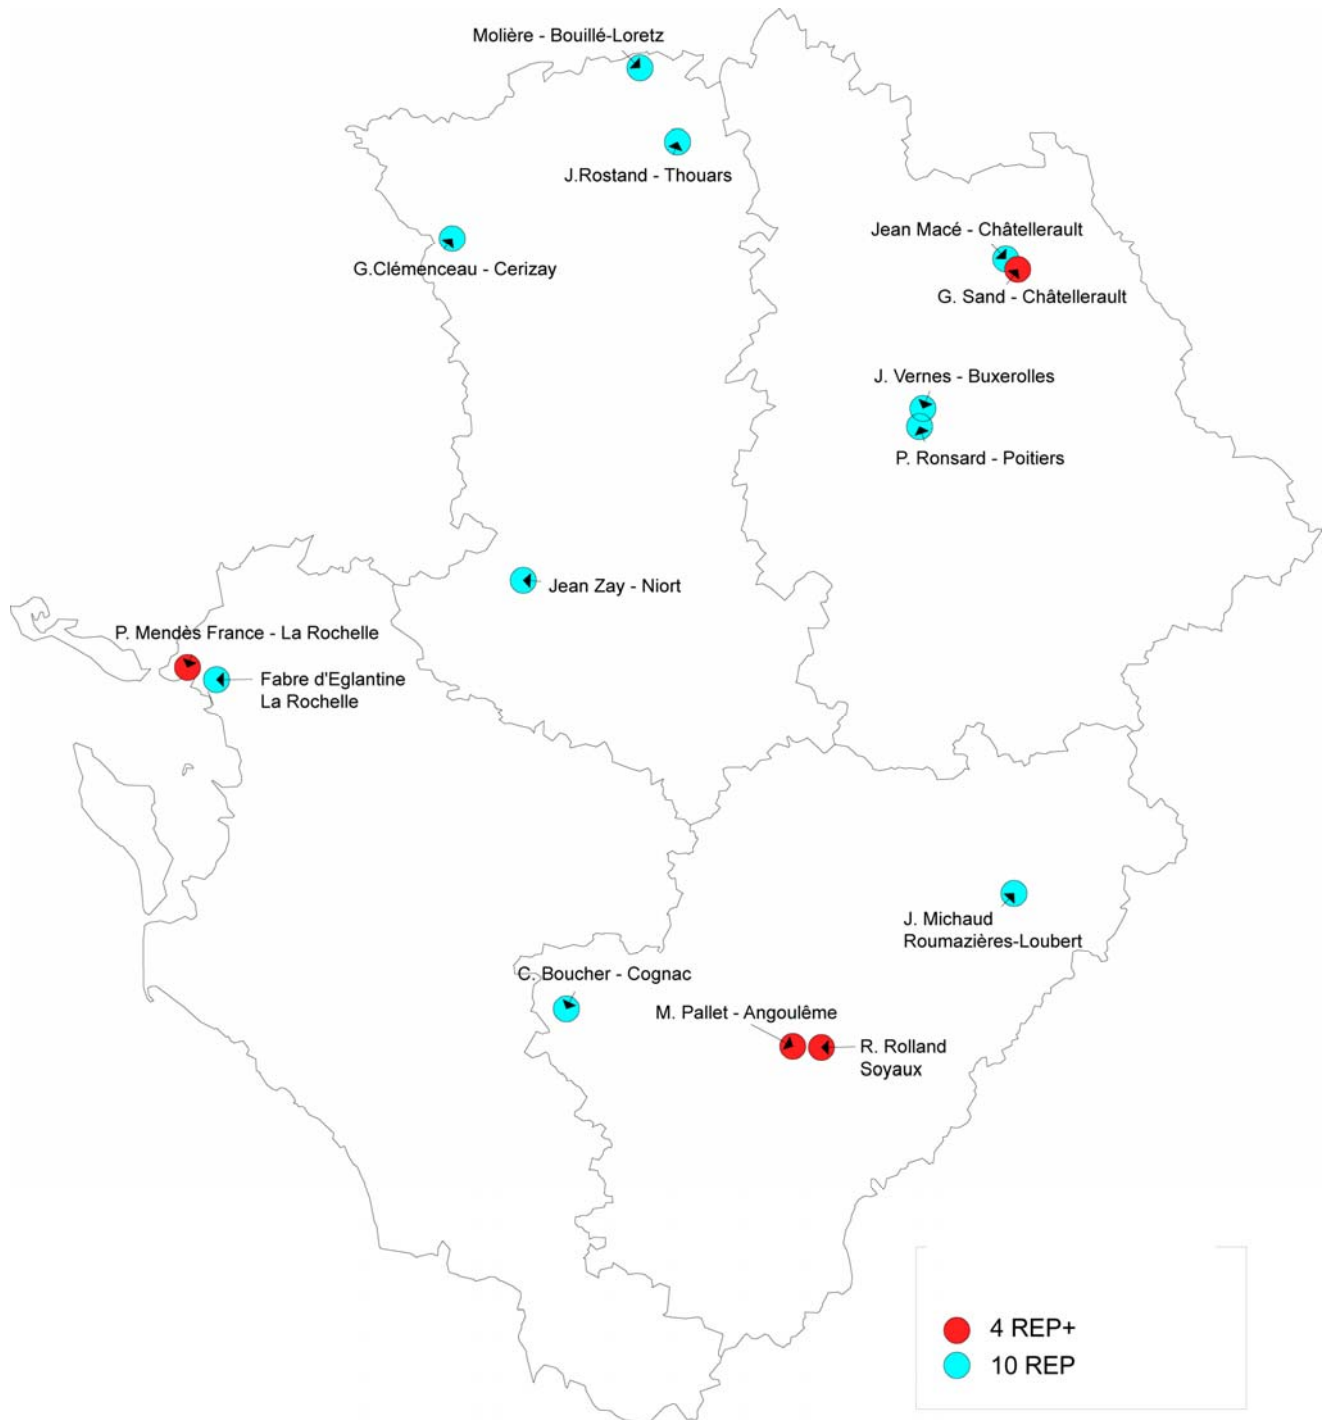 Molière - Bouillé-Loretz
J.Rostand - Thouars
Jean Macé - Châtellerault
G.Clémenceau - Cerizay
G. Sand - Châtellerault
J. Vernes - Buxerolles
P. Ronsard - Poitiers
Jean Zay - Niort
P. Mendès France - La Rochelle
Fabre d'Eglantine
La Rochelle
J. Michaud
Roumazières-Loubert
C. Boucher - Cognac
M. Pallet - Angoulême
R. Rolland
Soyaux
4 REP+
10 REP